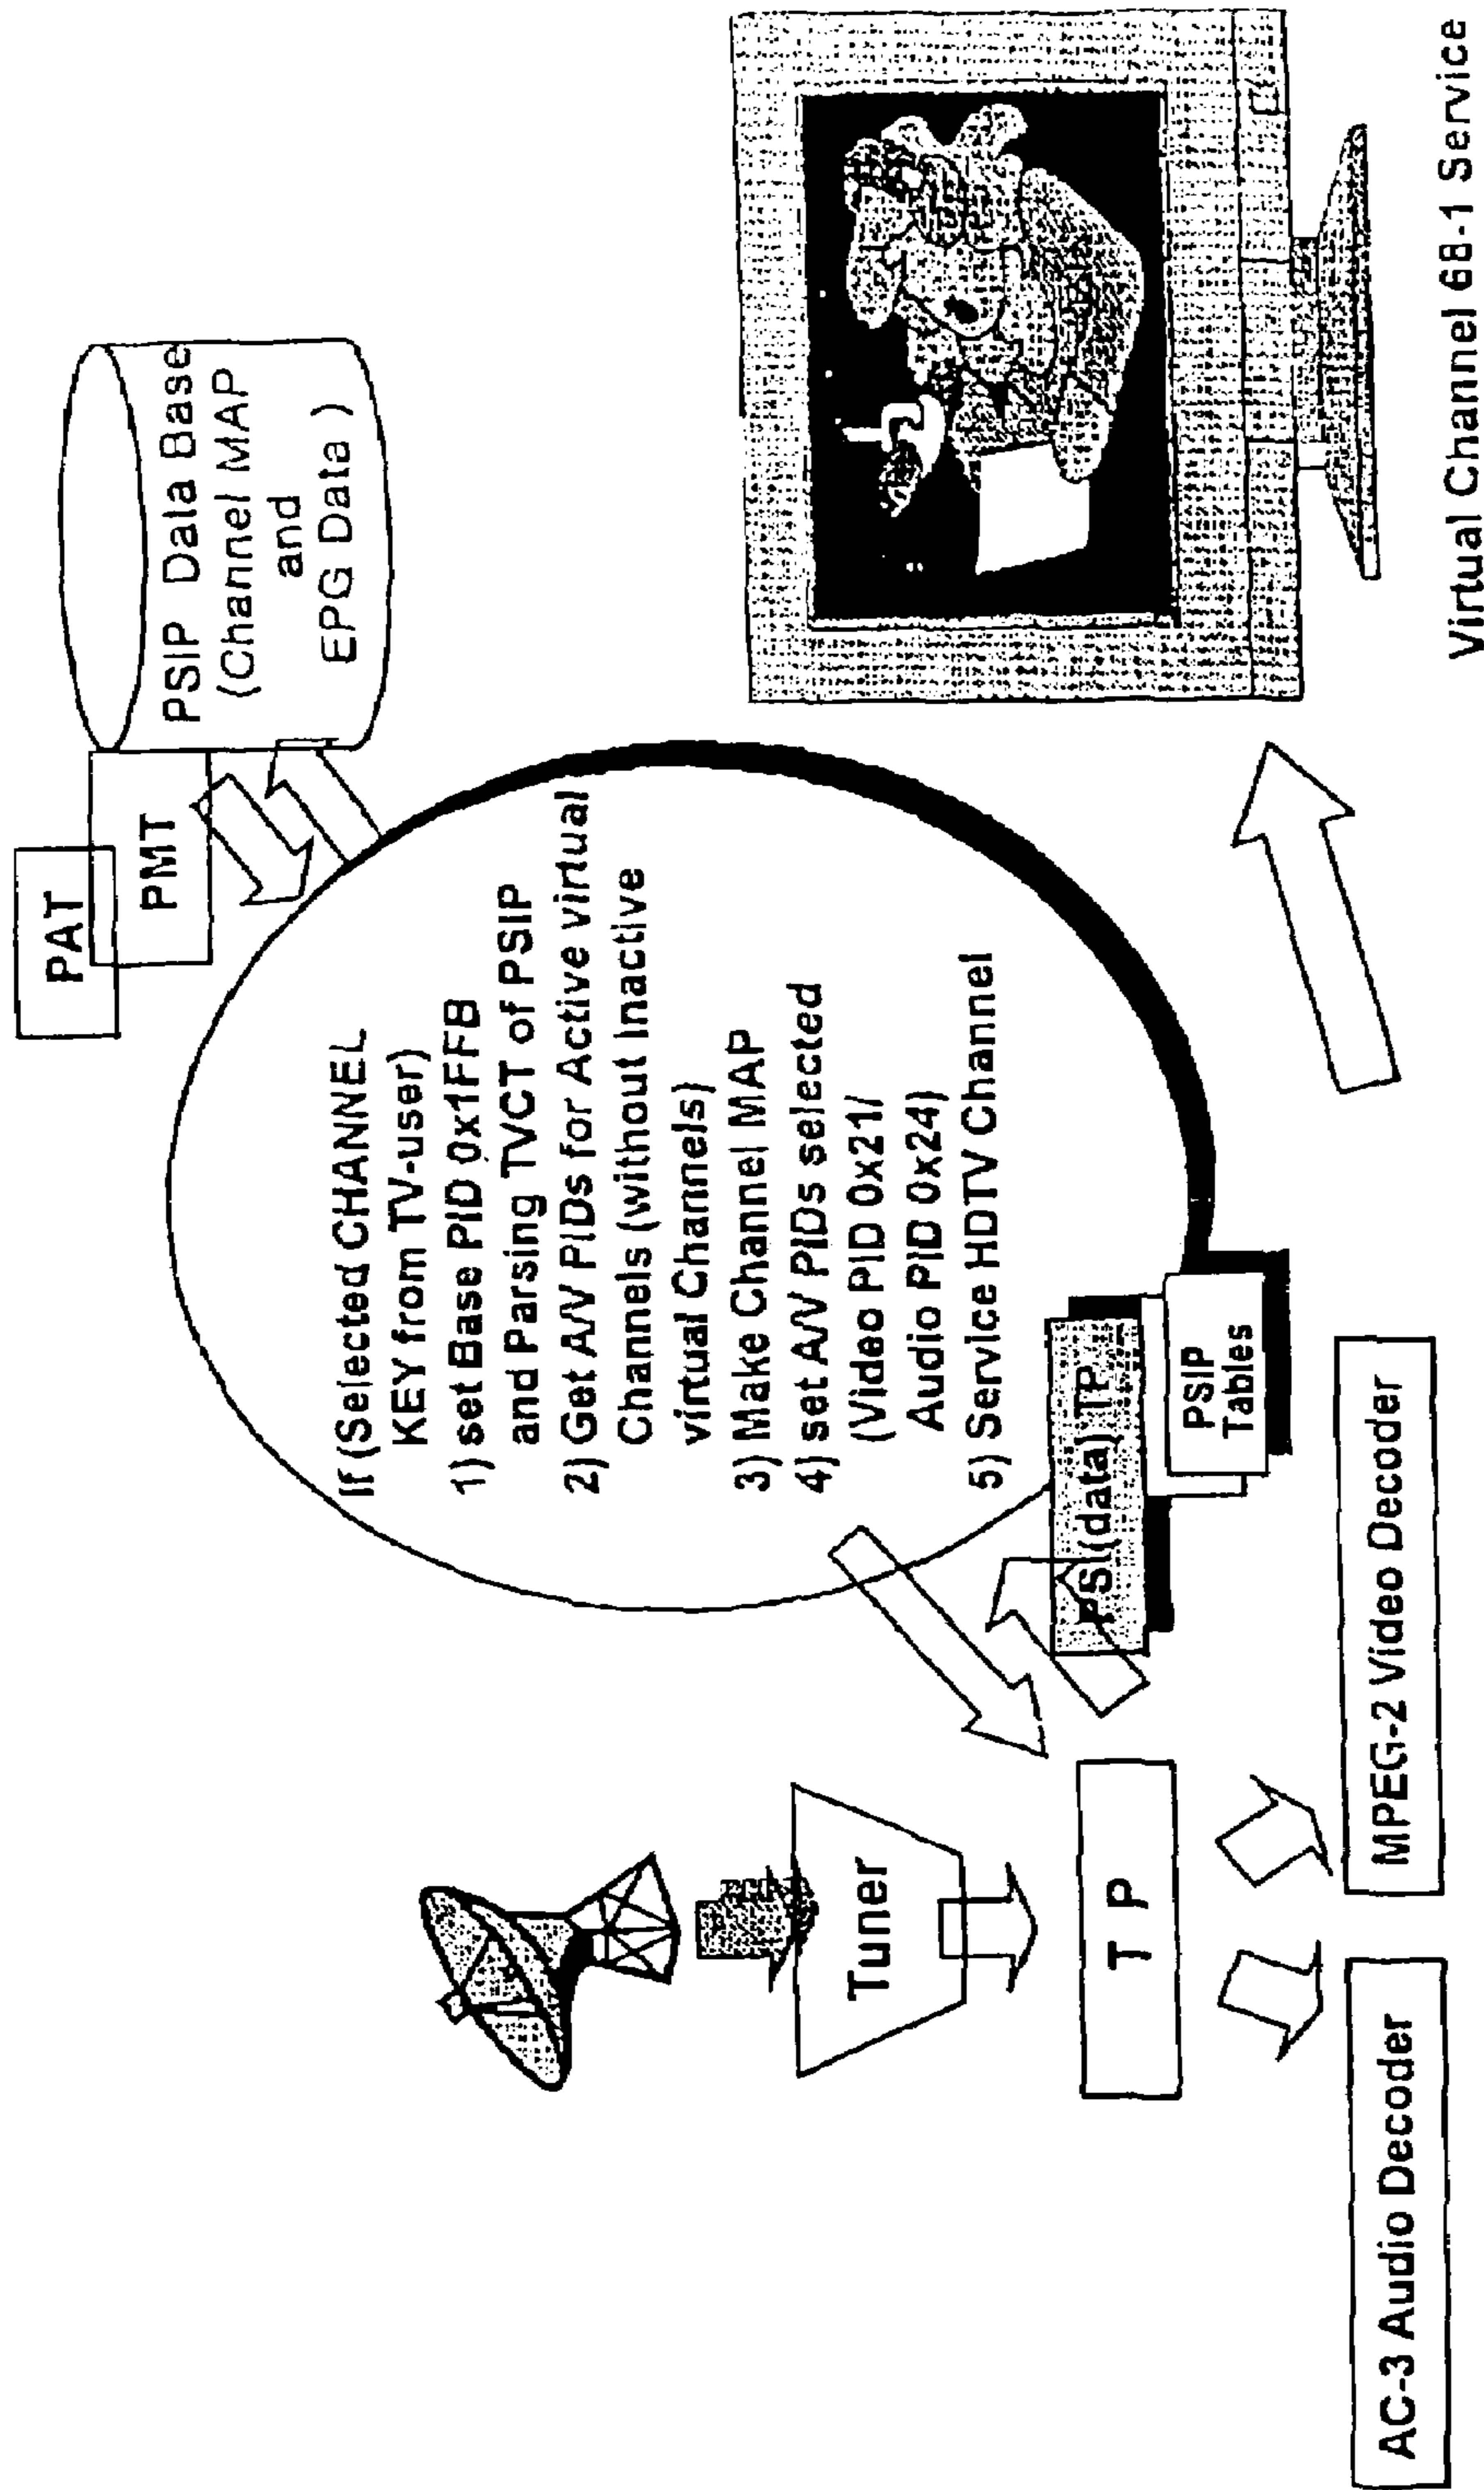 PAT
PMT
PSIP Data Base
(Channel MAP
and
EPG Data )
If (Selected CHANNEL
KEY from TV-user)
1) set Base PID 0x1FFB
and Parsing TVCT of PSIP
2) Get A/V PIDs for Active virtual
Channels (without Inactive
virtual Channels)
3) Make Channel MAP
4) set A/V PIDs selected
(Video PID 0x21/
Audio PID 0x24)
5) Service HDTV Channel
PSI(data) TP
PSIP
Tables
Tuner
T P
AC-3 Audio Decoder
MPEG-2 Video Decoder
Virtual Channel 68-1 Service